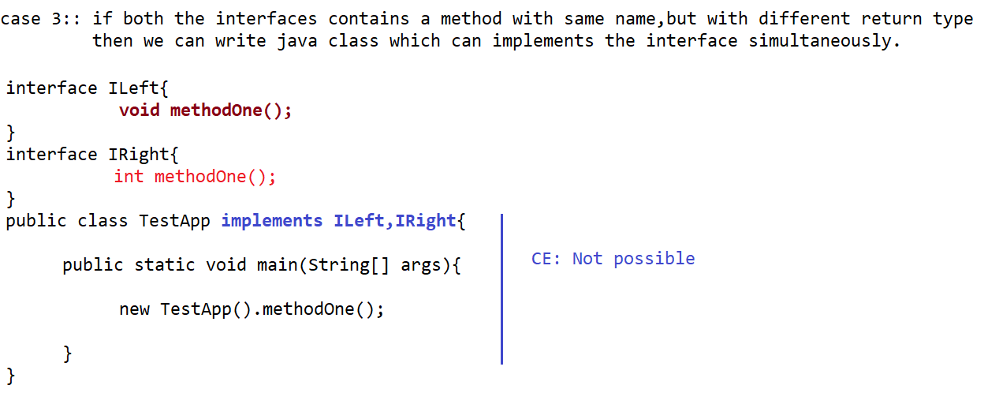 case 3:: if both the interfaces contains a method with same name,but with different return type
then we can write java class which can implements the interface simultaneously.
interface ILeft{
void methodOne();
}
interface IRight{
int methodOne();
}
public class TestApp implements ILeft,IRight{
public static void main(String[] args){
CE: Not possible
new TestApp().methodOne();
}
}